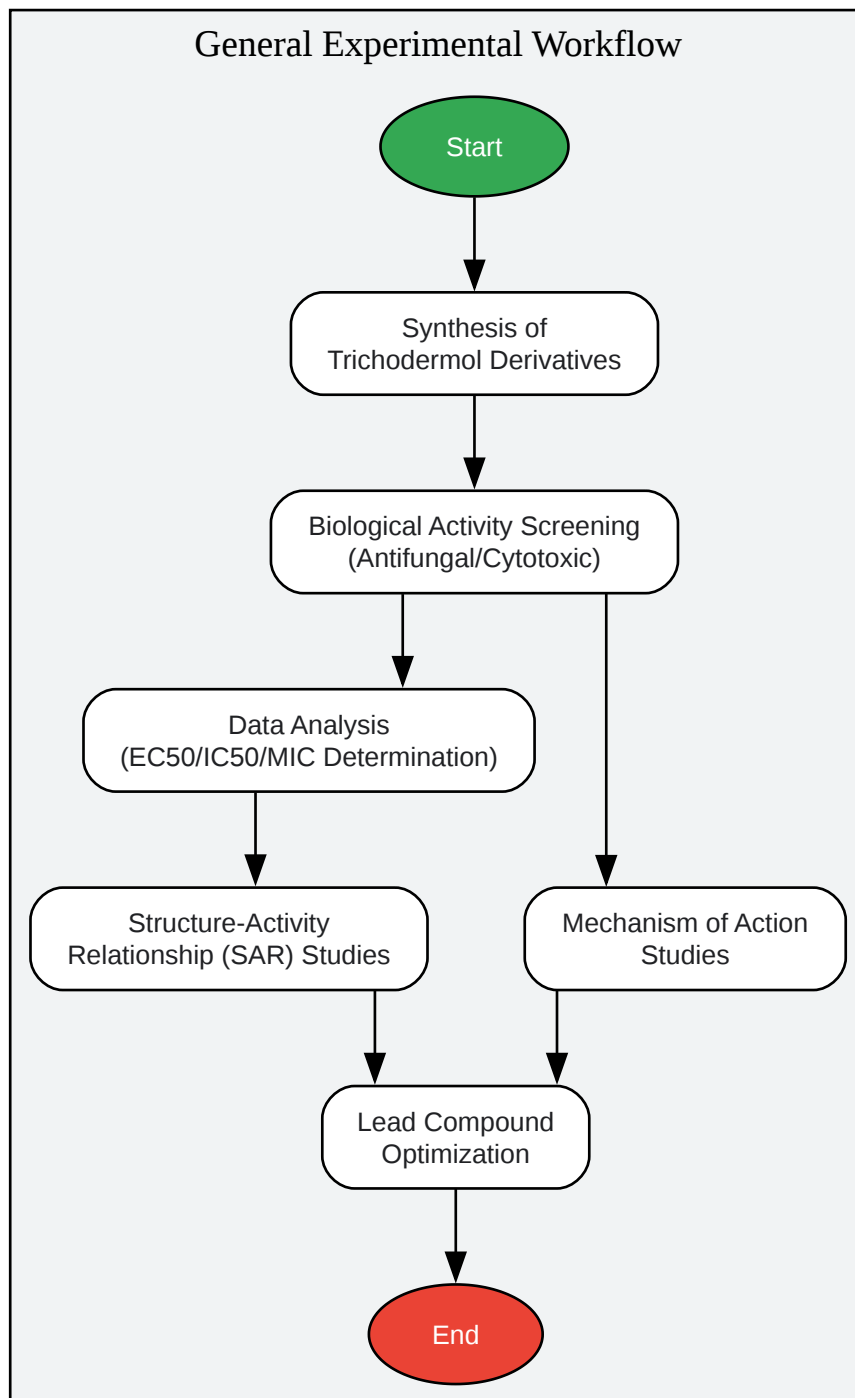 General Experimental Workflow
Start
Synthesis of
Trichodermol Derivatives
Biological Activity Screening
(Antifungal/Cytotoxic)
Data Analysis
(EC50/IC50/MIC Determination)
Structure-Activity
Relationship (SAR) Studies
Mechanism of Action
Studies
Lead Compound
Optimization
End